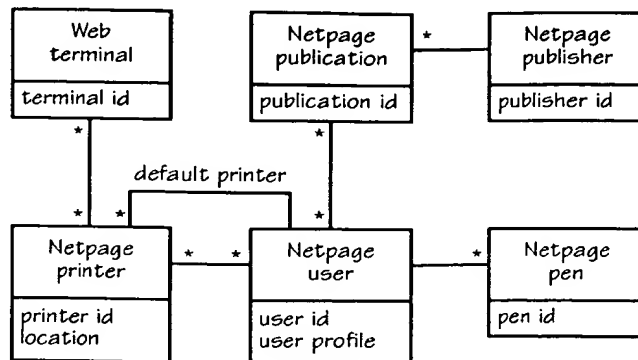 Web
terminal
terminal id
Netpage
publication
publication id
Netpage
publisher
publisher id
*
*
*
*
default printer
*
*
Netpage
printer
printer id
location
*
*
Netpage
user
user id
user profile
*
Netpage
pen
pen id